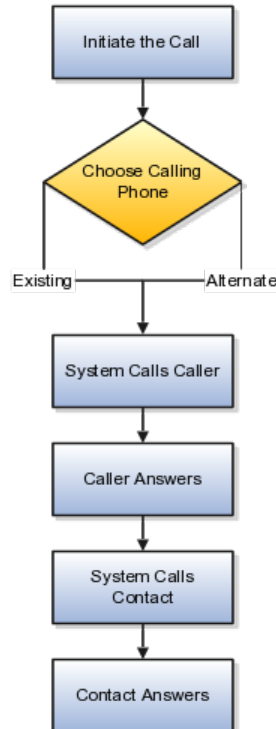 Initiate the Call
Choose Calling
Phone
Existing
Alternate
System Calls Caller
Caller Answers
System Calls
Contact
Contact Answers